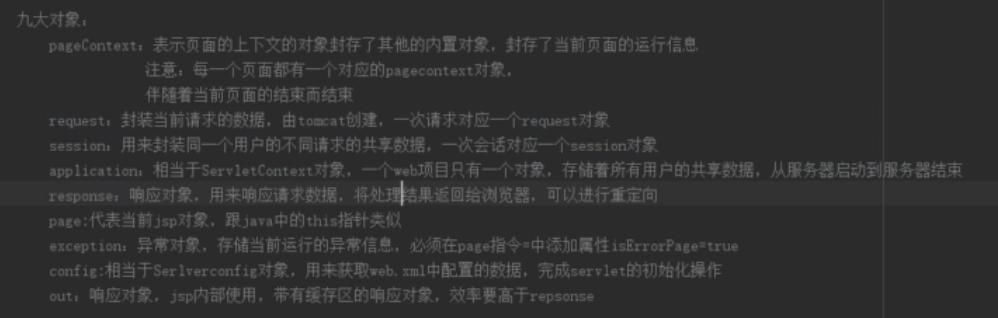 九大对象：
pageContext：表示页面的上下文的对象封存了其他的内置对象，封存了当前页面的运行信息
注意：每一个页面都有一个对应的pagecontext对象，
伴随着当前页面的结束而结束
request：封装当前请求的数据，由tomcat创建，一次请求对应一个request对象
session：用来封装同一个用户的不同请求的共享数据，一次会话对应一个session对象
application：相当于ServletContext对象，一个web项目只有一个对象，存储着所有用户的共享数据，从服务器启动到服务器结束
response：响应对象，用来响应请求数据，将处理结果返回给浏览器，可以进行重定向
page:代表当前jsp对象，跟java中的this指针类似
exception：异常对象，存储当前运行的异常信息，必须在page指令=中添加属性isErrorPage=true
config:相当于Serlverconfig对象，用来获取web.xml中配置的数据，完成servlet的初始化操作
out：响应对象，jsp内部使用，带有缓存区的响应对象，效率要高于repsonse